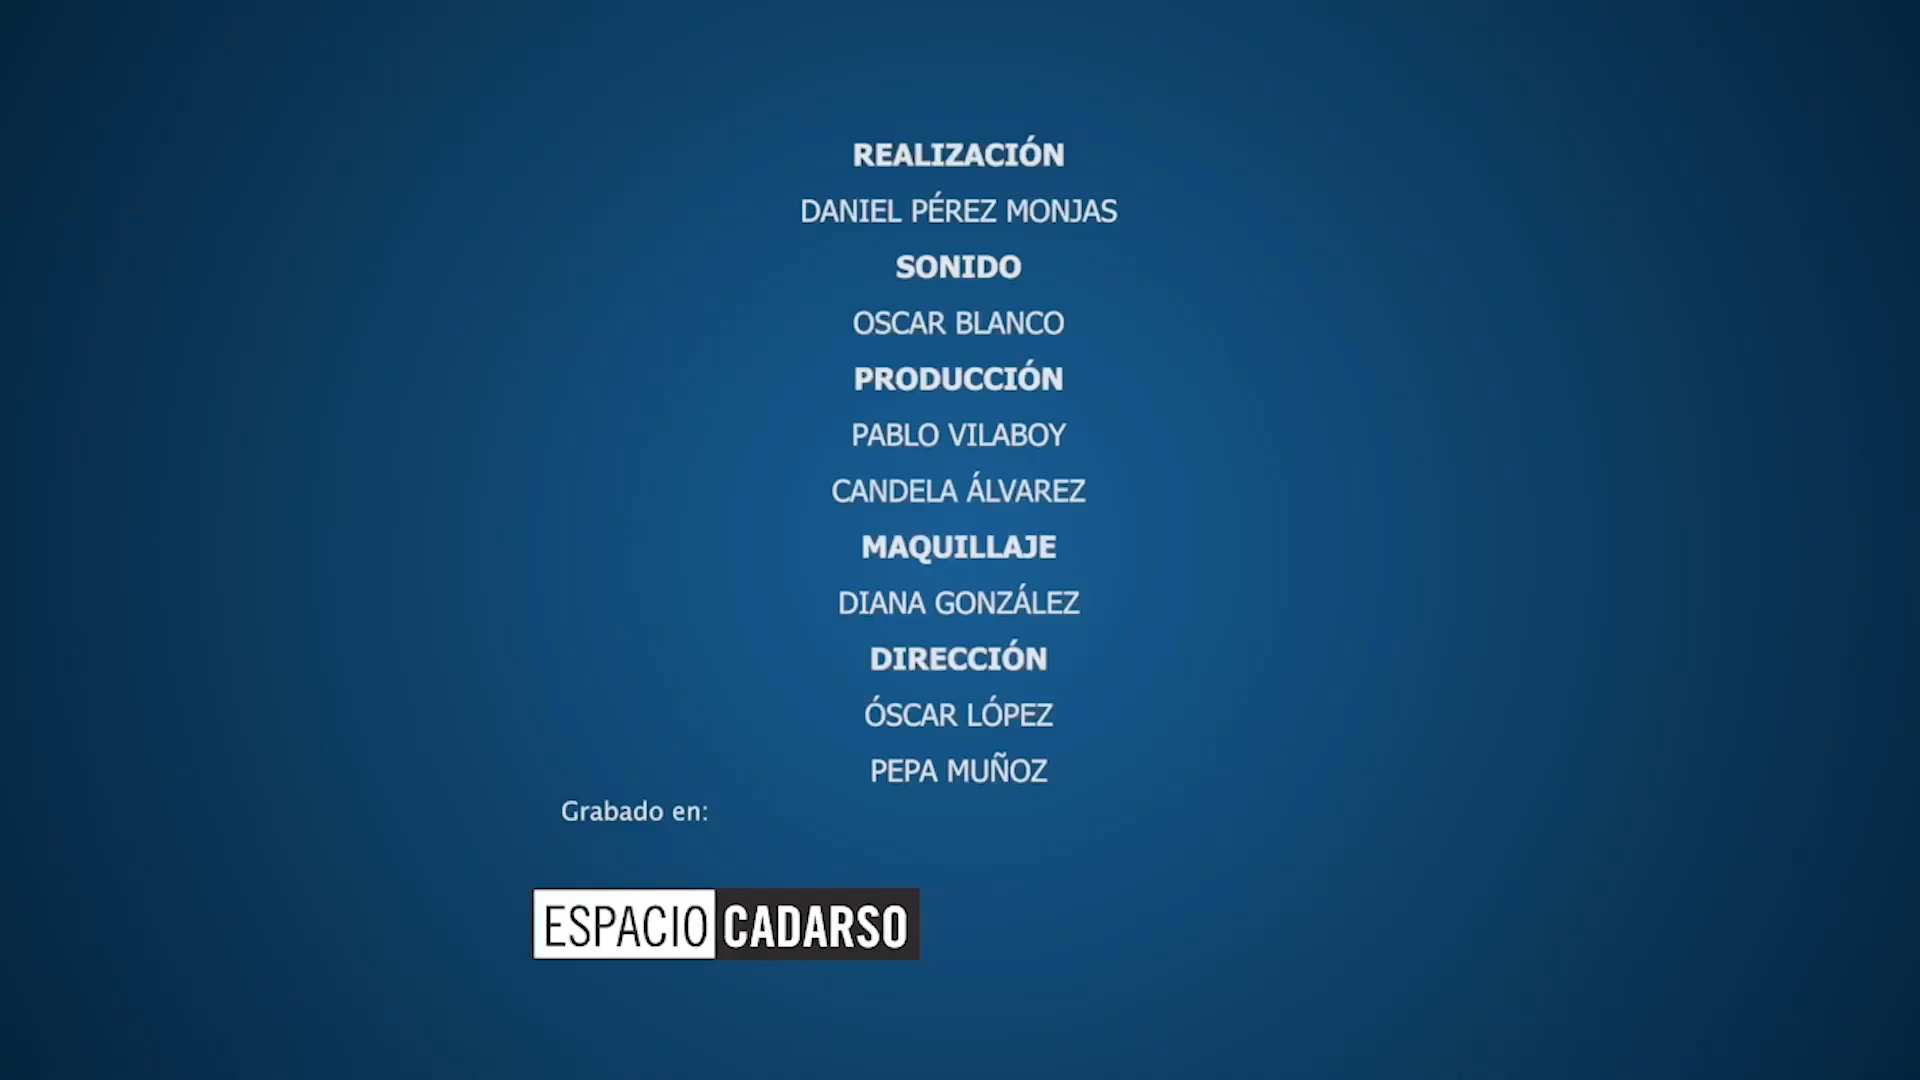 REALIZACIÓN
DANIEL PÉREZ MONJAS
SONIDO
OSCAR BLANCO
PRODUCCIÓN
PABLO VILABOY
CANDELA ÁLVAREZ
MAQUILLAJE
DIANA GONZÁLEZ
DIRECCIÓN
ÓSCAR LÓPEZ
PEPA MUÑOZ
Grabado en:
ESPACIO CADARSO